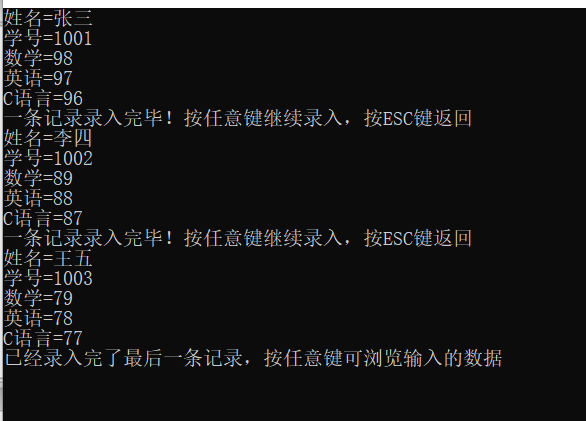 姓名=张三
学号=1001
数学=98
英语=97
C语言=96
一条记录录入完毕！按任意键继续录入，按ESC键返回
姓名=李四
学号=1002
数学=89
英语=88
C语言=87
一条记录录入完毕！按任意键继续录入，按ESC键返回
姓名=王五
学号=1003
数学=79
英语=78
C语言=77
已经录入完了最后一条记录，按任意键可浏览输入的数据